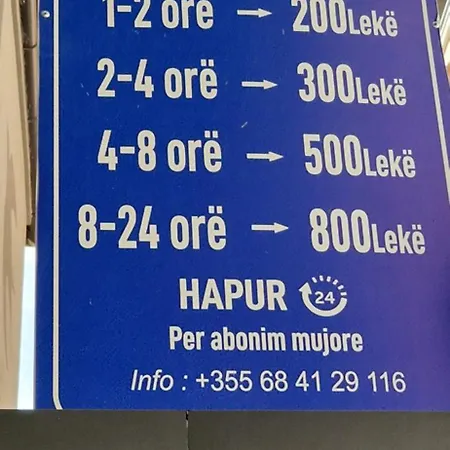 1-2 orë → 200Lekë
2-4 orë → 300Lekë
4-8 orë → 500Lekë
8-24 orë → 800Lekë
HAPUR 24
Per abonim mujore
Info : +355 68 41 29 116